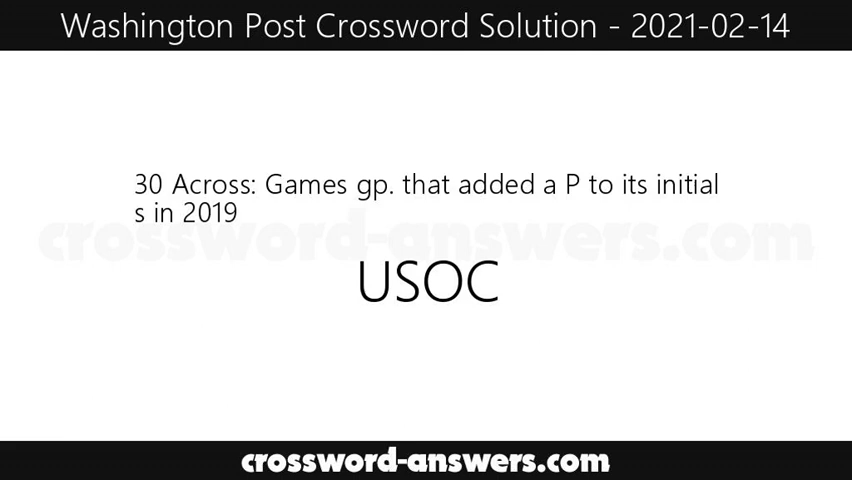 Washington Post Crossword Solution - 2021-02-14
30 Across: Games gp. that added a P to its initial
s in 2019
crossword-answers.com
USOC
crossword-answers.com